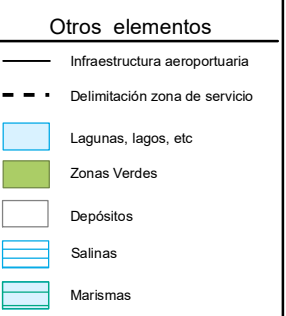 Otros elementos
Infraestructura aeroportuaria
Delimitación zona de servicio
Lagunas, lagos, etc
Zonas Verdes
Depósitos
Salinas
Marismas